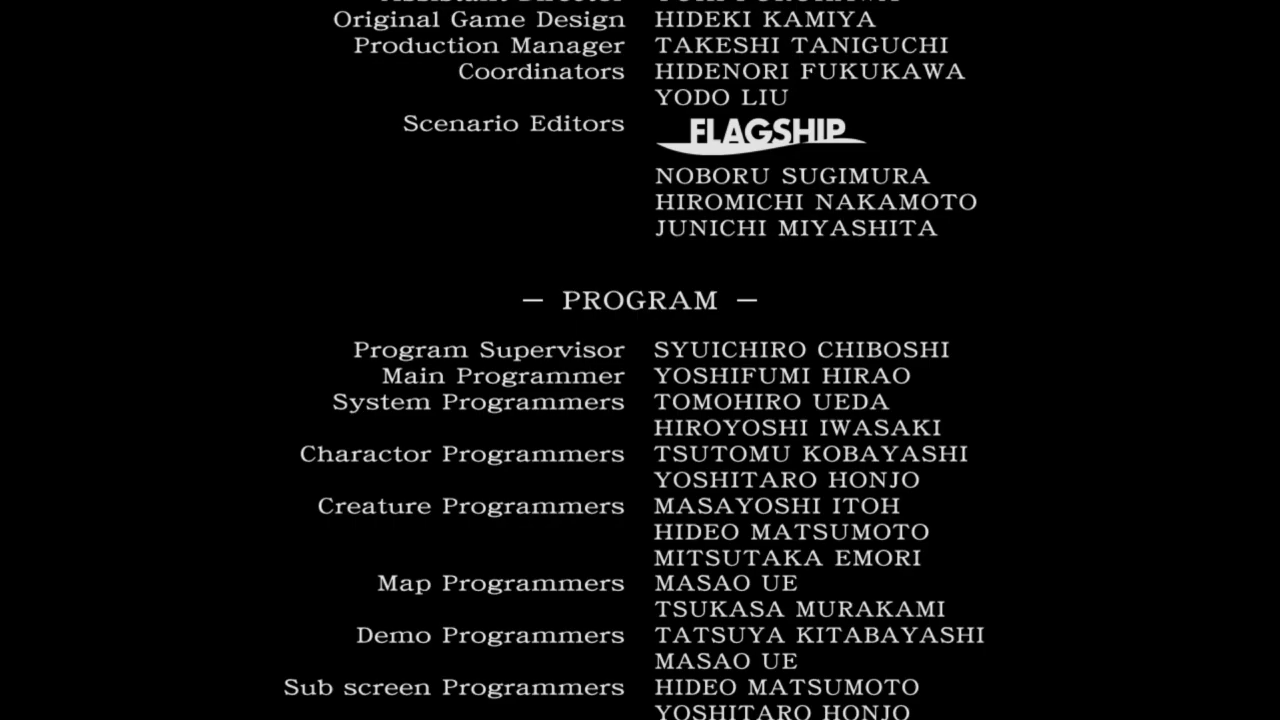 Original Game Design HIDEKI KAMIYA
Production Manager TAKESHI TANIGUCHI
Coordinators HIDENORI FUKUKAWA
YODO LIU
Scenario Editors FLAGSHIP
NOBORU SUGIMURA
HIROMICHI NAKAMOTO
JUNICHI MIYASHITA
— PROGRAM —
Program Supervisor SYUICHIRO CHIBOSHI
Main Programmer YOSHIFUMI HIRAO
System Programmers TOMOHIRO UEDA
HIROYOSHI IWASAKI
Charactor Programmers TSUTOMU KOBAYASHI
YOSHITARO HONJO
Creature Programmers MASAYOSHI ITOH
HIDEO MATSUMOTO
MITSUTAKA EMORI
Map Programmers MASAO UE
TSUKASA MURAKAMI
Demo Programmers TATSUYA KITABAYASHI
MASAO UE
Sub screen Programmers HIDEO MATSUMOTO
YOSHITARO HONJO